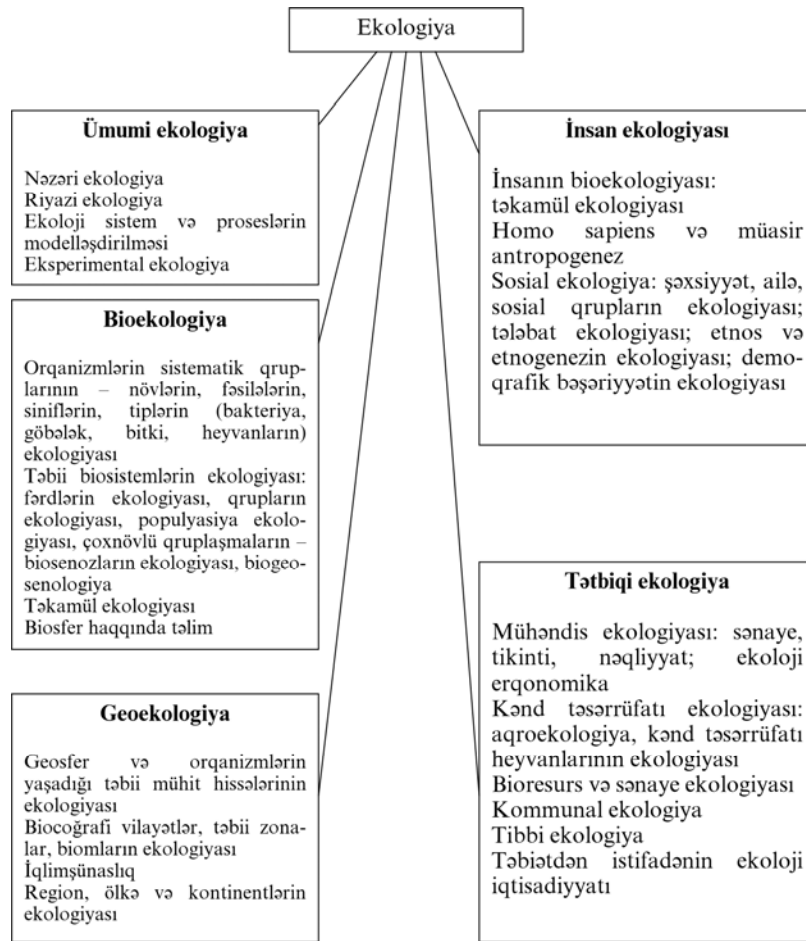 Ekologiya
Ümumi ekologiya
Nəzəri ekologiya
Riyazi ekologiya
Ekoloji sistem və proseslərin
modelləşdirilməsi
Eksperimental ekologiya
Bioekologiya
Orqanizmlərin sistematik qrup-
larının – növlərin, fəsilələrin,
siniflərin, tiplərin (bakteriya,
göbələk, bitki, heyvanların)
ekologiyası
Təbii biosistemlərin ekologiyası:
fərdlərin ekologiyası, qrupların
ekologiyası, populyasiya ekolo-
giyası, çoxnövlü qruplaşmaların –
biosenozların ekologiyası, biogeo-
senologiya
Təkamül ekologiyası
Biosfer haqqında təlim
Geoekologiya
Geosfer və orqanizmlərin
yaşadığı təbii mühit hissələrinin
ekologiyası
Biocoğrafi vilayətlər, təbii zona-
lar, biomların ekologiyası
İqlimşünaslıq
Region, ölkə və kontinentlərin
ekologiyası
İnsan ekologiyası
İnsanın bioekologiyası:
təkamül ekologiyası
Homo sapiens və müasir
antropogenez
Sosial ekologiya: şəxsiyyət, ailə,
sosial qrupların ekologiyası;
tələbat ekologiyası; etnos və
etnogenezin ekologiyası; demo-
qrafik bəşəriyyətin ekologiyası
Tətbiqi ekologiya
Mühəndis ekologiyası: sənaye,
tikinti, nəqliyyat; ekoloji
erqonomika
Kənd təsərrüfatı ekologiyası:
aqroekologiya, kənd təsərrüfatı
heyvanlarının ekologiyası
Bioresurs və sənaye ekologiyası
Kommunal ekologiya
Tibbi ekologiya
Təbiətdən istifadənin ekoloji
iqtisadiyyatı